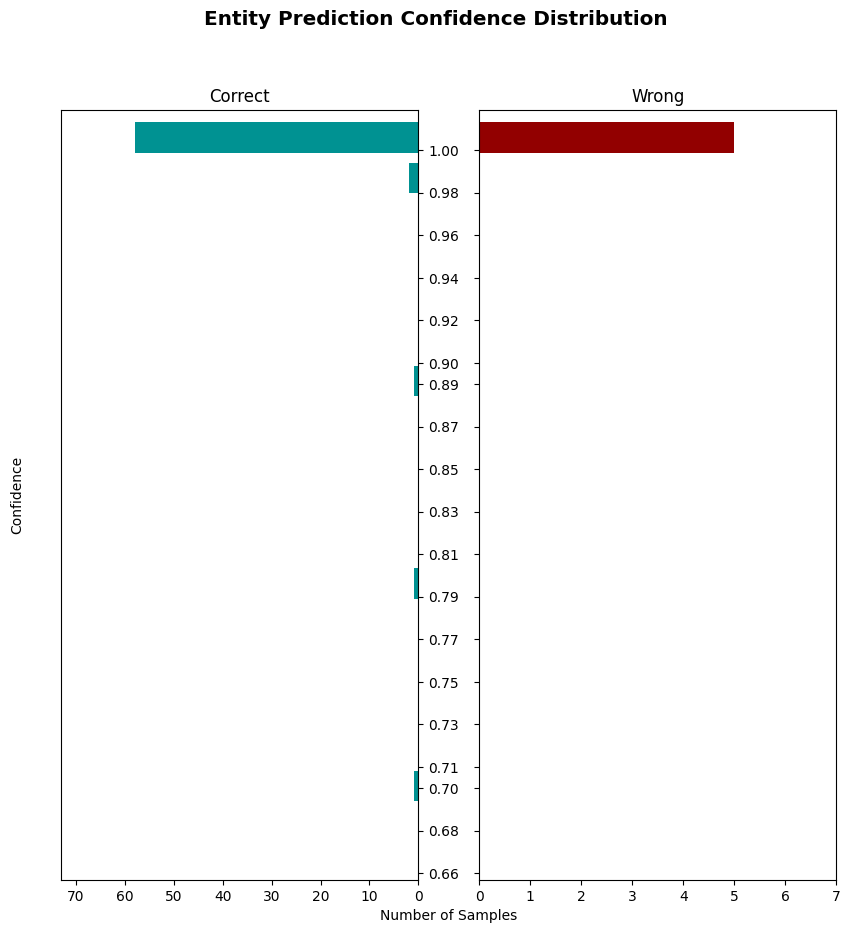 Entity Prediction Confidence Distribution
Correct
Wrong
1.00
0.98
0.96
0.94
0.92
0.90
0.89
0.87
0.85
0.83
0.81
0.79
0.77
0.75
0.73
0.71
0.70
0.68
0.66
Confidence
70 60 50 40 30 20 10 0
0 1 2 3 4 5 6 7
Number of Samples